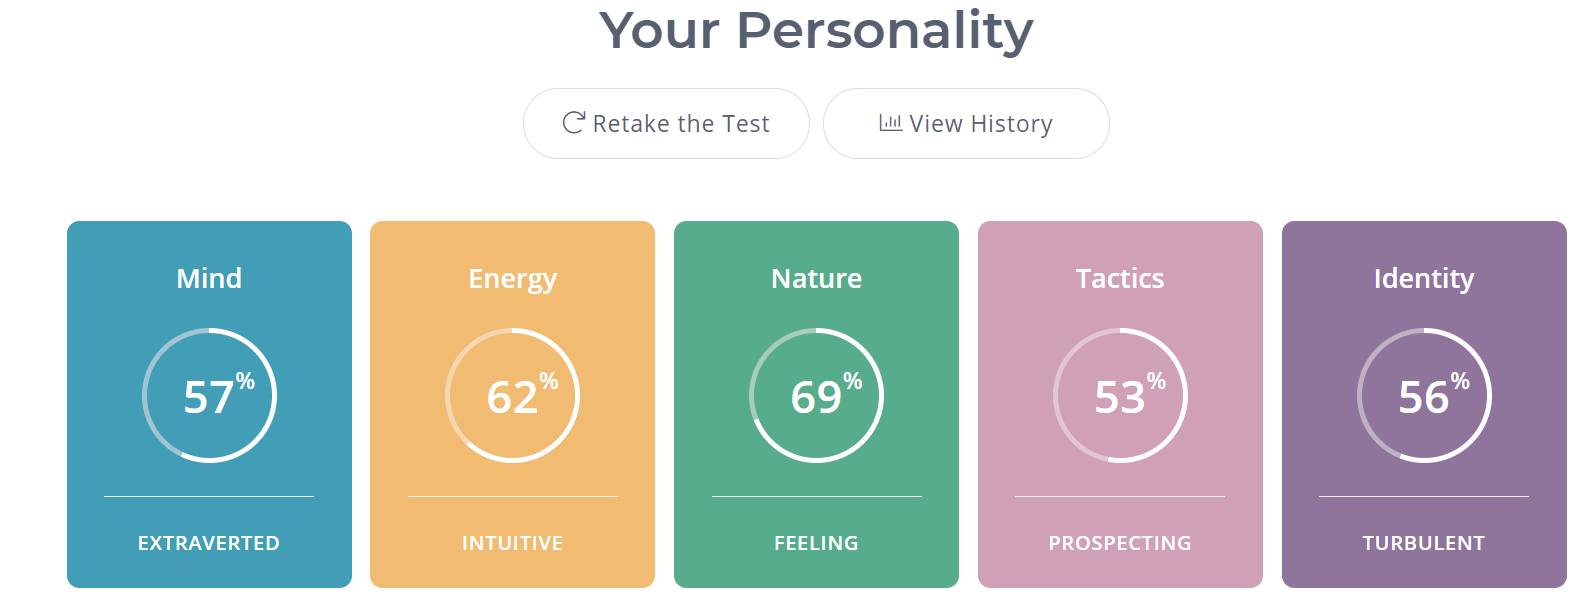 Your Personality
Retake the Test
View History
Mind
57%
EXTRAVERTED
Energy
62%
INTUITIVE
Nature
69%
FEELING
Tactics
53%
PROSPECTING
Identity
56%
TURBULENT